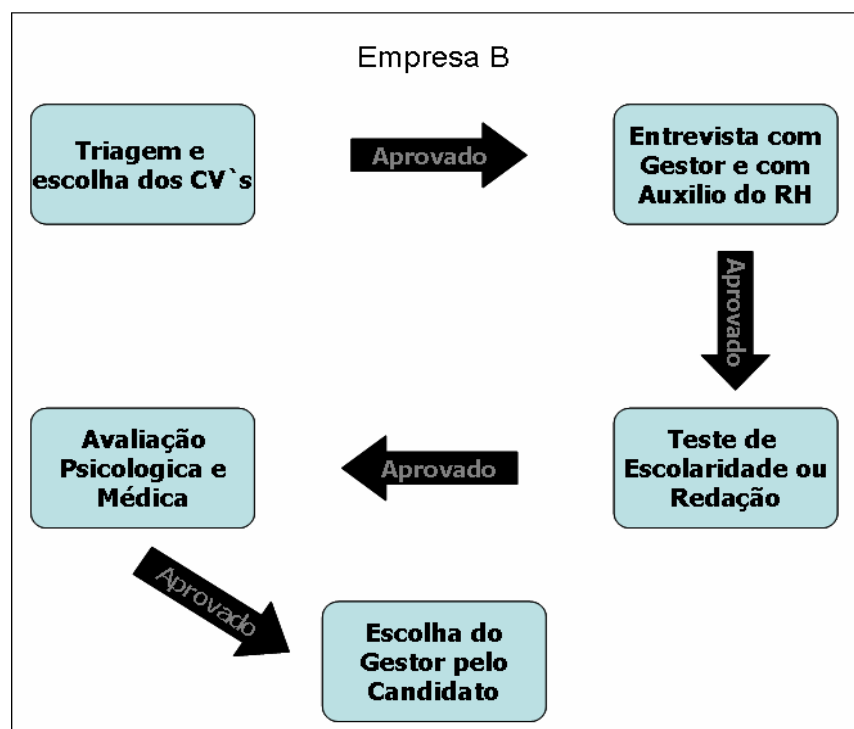 Empresa B
Triagem e
escolha dos CV`s
Aprovado
Entrevista com
Gestor e com
Auxilio do RH
Aprovado
Teste de
Escolaridade ou
Redação
Aprovado
Avaliação
Psicologica e
Médica
Aprovado
Escolha do
Gestor pelo
Candidato